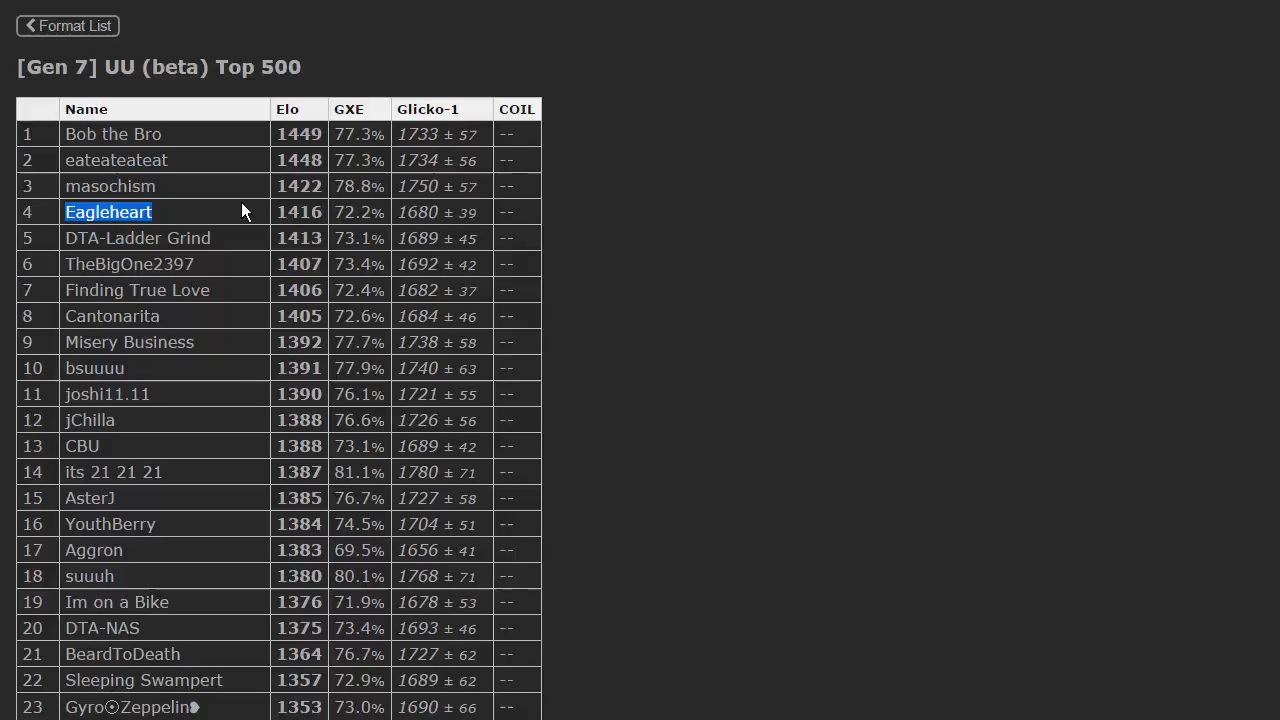 Format List
[Gen 7] UU (beta) Top 500
Name Elo GXE Glicko-1 COIL
1 Bob the Bro 1449 77.3% 1733 ± 57 --
2 eateateateat 1448 77.3% 1734 ± 56 --
3 masochism 1422 78.8% 1750 ± 57 --
4 Eagleheart 1416 72.2% 1680 ± 39 --
5 DTA-Ladder Grind 1413 73.1% 1689 ± 45 --
6 TheBigOne2397 1407 73.4% 1692 ± 42 --
7 Finding True Love 1406 72.4% 1682 ± 37 --
8 Cantonarita 1405 72.6% 1684 ± 46 --
9 Misery Business 1392 77.7% 1738 ± 58 --
10 bsuuuu 1391 77.9% 1740 ± 63 --
11 joshi11.11 1390 76.1% 1721 ± 55 --
12 jChilla 1388 76.6% 1726 ± 56 --
13 CBU 1388 73.1% 1689 ± 42 --
14 its 21 21 21 1387 81.1% 1780 ± 71 --
15 AsterJ 1385 76.7% 1727 ± 58 --
16 YouthBerry 1384 74.5% 1704 ± 51 --
17 Aggron 1383 69.5% 1656 ± 41 --
18 suuuh 1380 80.1% 1768 ± 71 --
19 Im on a Bike 1376 71.9% 1678 ± 53 --
20 DTA-NAS 1375 73.4% 1693 ± 46 --
21 BeardToDeath 1364 76.7% 1727 ± 62 --
22 Sleeping Swampert 1357 72.9% 1689 ± 62 --
23 Gyro☉Zeppelin❥ 1353 73.0% 1690 ± 66 --